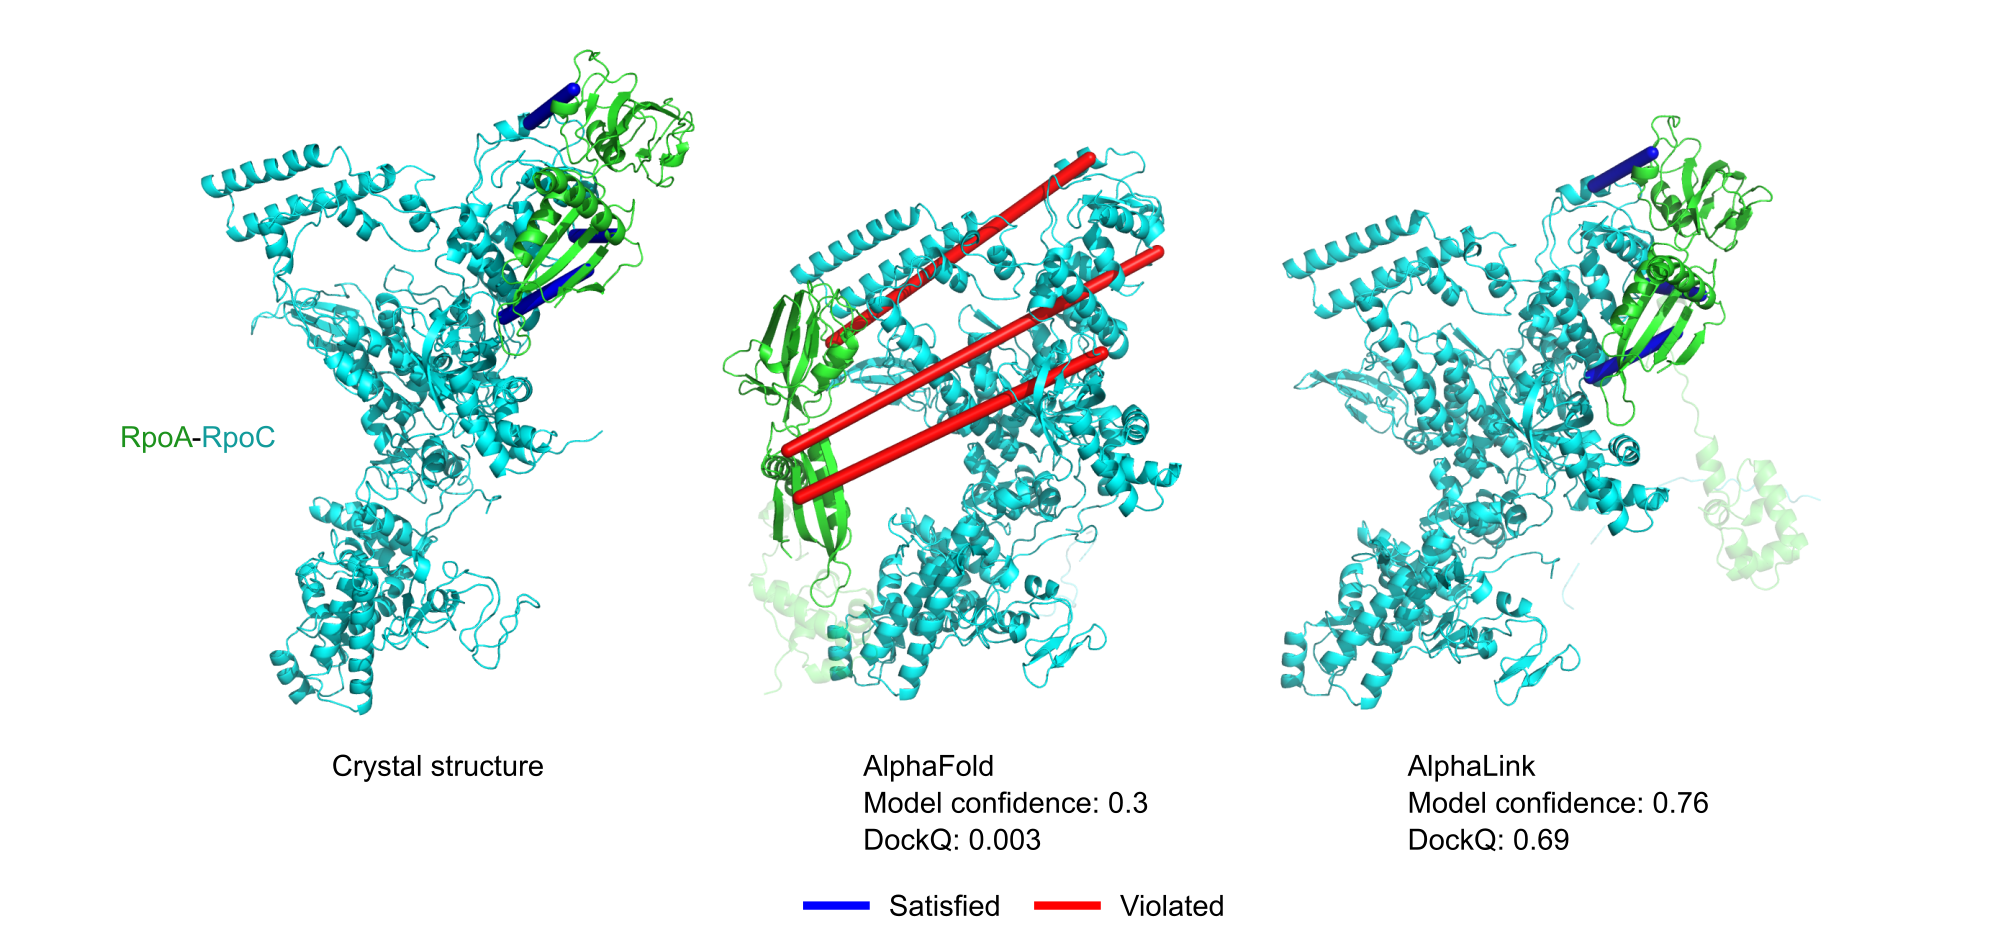 RpoA-RpoC
Crystal structure
AlphaFold
Model confidence: 0.3
DockQ: 0.003
AlphaLink
Model confidence: 0.76
DockQ: 0.69
Satisfied
Violated